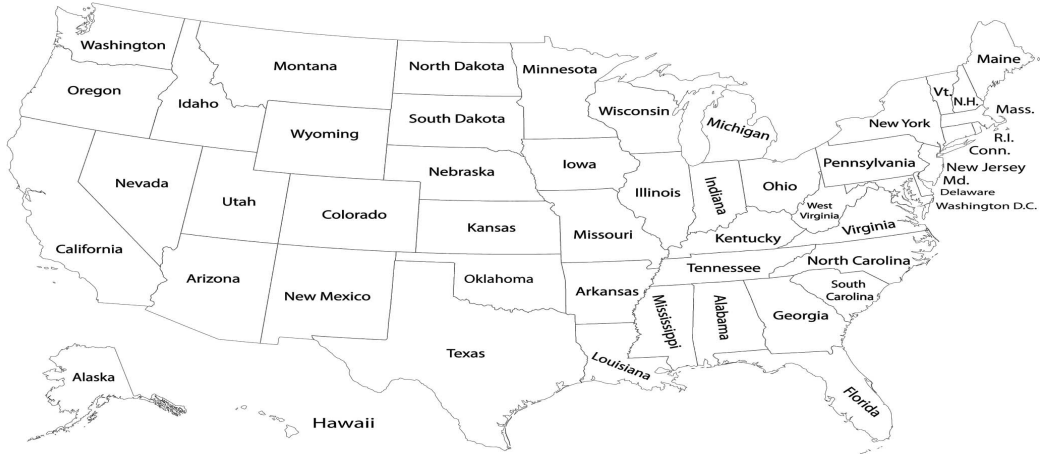 Washington
Montana
North Dakota
Minnesota
Maine
Oregon
Idaho
Wisconsin
Vt.
N.H.
Mass.
Wyoming
South Dakota
Michigan
New York
R.I.
Conn.
Nevada
Nebraska
Iowa
Pennsylvania
New Jersey
Md.
Delaware
Washington D.C.
Utah
Colorado
Illinois
Indiana
Ohio
West
Virginia
Virginia
California
Kansas
Missouri
Kentucky
Arizona
New Mexico
Oklahoma
Tennessee
North Carolina
Arkansas
Mississippi
Alabama
Georgia
South
Carolina
Texas
Louisiana
Florida
Alaska
Hawaii